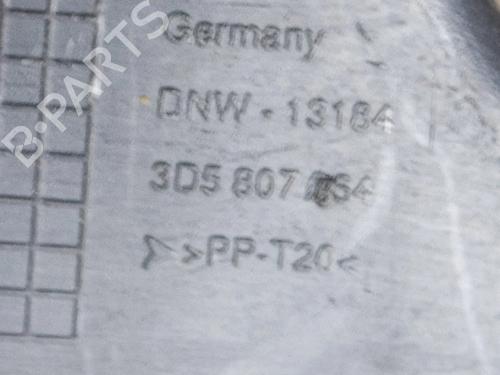 B-PARTS
Germany
DNW - 13184
3D5 807
>PP-T20<